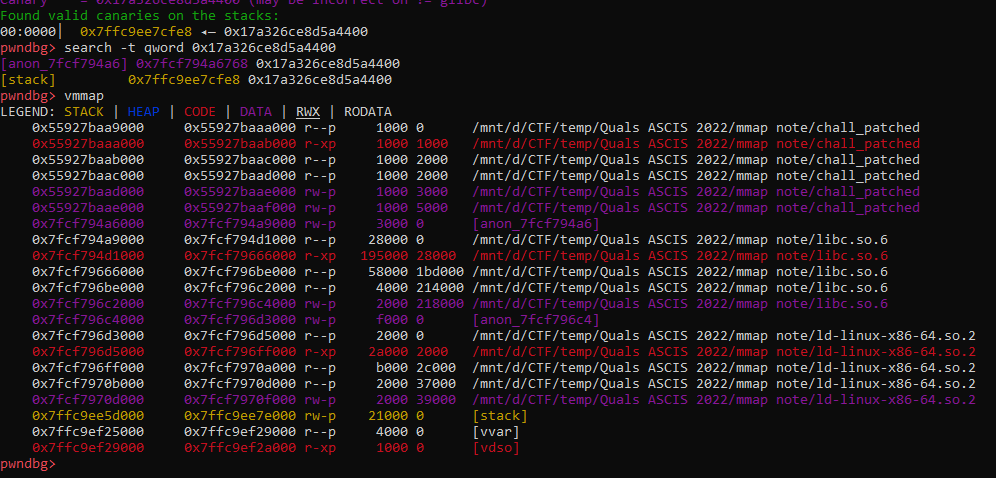 Canary    = 0x17a326ce8d5a4400 (may be incorrect on != glibc)
Found valid canaries on the stacks:
00:0000│  0x7ffc9ee7cfe8 ◂— 0x17a326ce8d5a4400
pwndbg> search -t qword 0x17a326ce8d5a4400
[anon_7fcf794a6] 0x7fcf794a6768 0x17a326ce8d5a4400
[stack]         0x7ffc9ee7cfe8 0x17a326ce8d5a4400
pwndbg> vmmap
LEGEND: STACK | HEAP | CODE | DATA | RWX | RODATA
    0x55927baa9000     0x55927baaa000 r--p     1000 0      /mnt/d/CTF/temp/Quals ASCIS 2022/mmap note/chall_patched
    0x55927baaa000     0x55927baab000 r-xp     1000 1000   /mnt/d/CTF/temp/Quals ASCIS 2022/mmap note/chall_patched
    0x55927baab000     0x55927baac000 r--p     1000 2000   /mnt/d/CTF/temp/Quals ASCIS 2022/mmap note/chall_patched
    0x55927baac000     0x55927baad000 r--p     1000 2000   /mnt/d/CTF/temp/Quals ASCIS 2022/mmap note/chall_patched
    0x55927baad000     0x55927baae000 rw-p     1000 3000   /mnt/d/CTF/temp/Quals ASCIS 2022/mmap note/chall_patched
    0x55927baae000     0x55927baaf000 rw-p     1000 5000   /mnt/d/CTF/temp/Quals ASCIS 2022/mmap note/chall_patched
    0x7fcf794a6000     0x7fcf794a9000 rw-p     3000 0      [anon_7fcf794a6]
    0x7fcf794a9000     0x7fcf794d1000 r--p    28000 0      /mnt/d/CTF/temp/Quals ASCIS 2022/mmap note/libc.so.6
    0x7fcf794d1000     0x7fcf79666000 r-xp   195000 28000  /mnt/d/CTF/temp/Quals ASCIS 2022/mmap note/libc.so.6
    0x7fcf79666000     0x7fcf796be000 r--p    58000 1bd000 /mnt/d/CTF/temp/Quals ASCIS 2022/mmap note/libc.so.6
    0x7fcf796be000     0x7fcf796c2000 r--p     4000 214000 /mnt/d/CTF/temp/Quals ASCIS 2022/mmap note/libc.so.6
    0x7fcf796c2000     0x7fcf796c4000 rw-p     2000 218000 /mnt/d/CTF/temp/Quals ASCIS 2022/mmap note/libc.so.6
    0x7fcf796c4000     0x7fcf796d3000 rw-p     f000 0      [anon_7fcf796c4]
    0x7fcf796d3000     0x7fcf796d5000 r--p     2000 0      /mnt/d/CTF/temp/Quals ASCIS 2022/mmap note/ld-linux-x86-64.so.2
    0x7fcf796d5000     0x7fcf796ff000 r-xp    2a000 2000   /mnt/d/CTF/temp/Quals ASCIS 2022/mmap note/ld-linux-x86-64.so.2
    0x7fcf796ff000     0x7fcf7970a000 r--p     b000 2c000  /mnt/d/CTF/temp/Quals ASCIS 2022/mmap note/ld-linux-x86-64.so.2
    0x7fcf7970b000     0x7fcf7970d000 r--p     2000 37000  /mnt/d/CTF/temp/Quals ASCIS 2022/mmap note/ld-linux-x86-64.so.2
    0x7fcf7970d000     0x7fcf7970f000 rw-p     2000 39000  /mnt/d/CTF/temp/Quals ASCIS 2022/mmap note/ld-linux-x86-64.so.2
    0x7ffc9ee5d000     0x7ffc9ee7e000 rw-p    21000 0      [stack]
    0x7ffc9ef25000     0x7ffc9ef29000 r--p     4000 0      [vvar]
    0x7ffc9ef29000     0x7ffc9ef2a000 r-xp     1000 0      [vdso]
pwndbg>